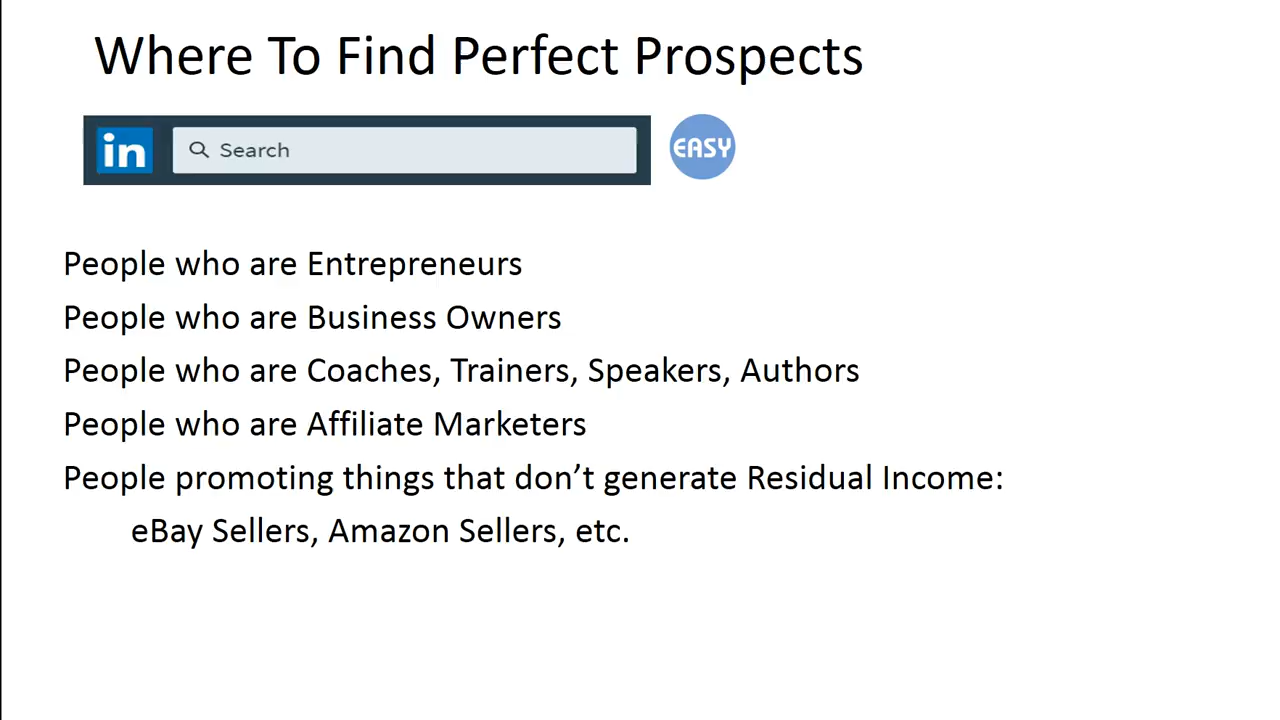 Where To Find Perfect Prospects
in Search EASY
People who are Entrepreneurs
People who are Business Owners
People who are Coaches, Trainers, Speakers, Authors
People who are Affiliate Marketers
People promoting things that don’t generate Residual Income:
eBay Sellers, Amazon Sellers, etc.